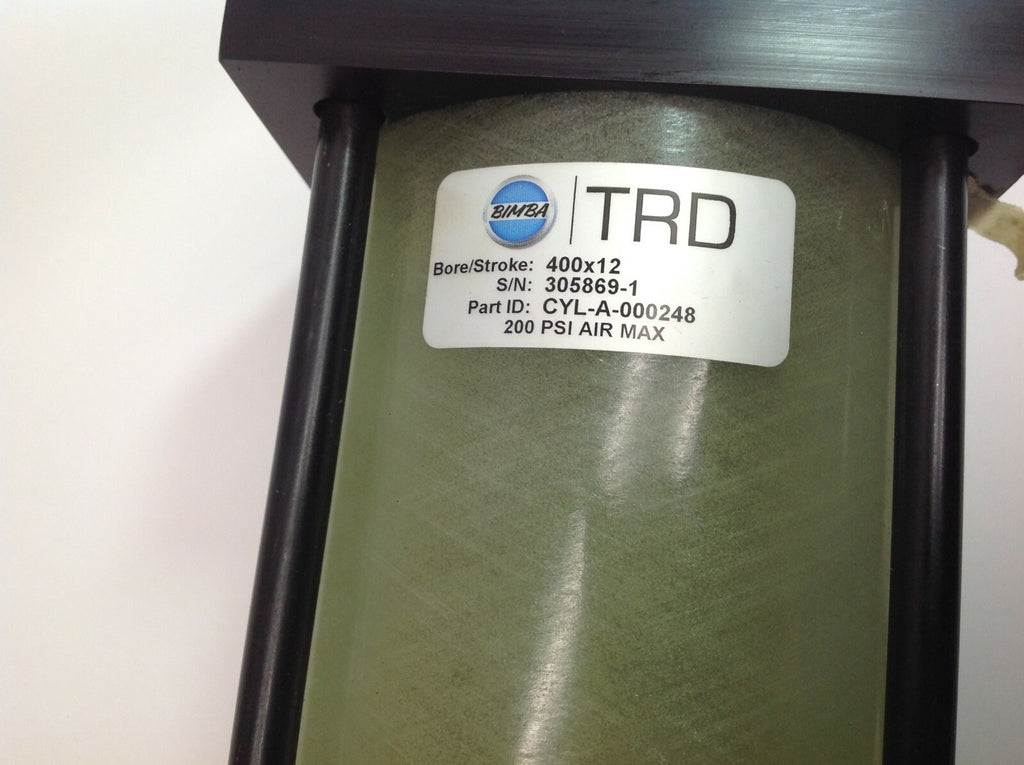 BIMBA TRD
Bore/Stroke: 400x12
S/N: 305869-1
Part ID: CYL-A-000248
200 PSI AIR MAX